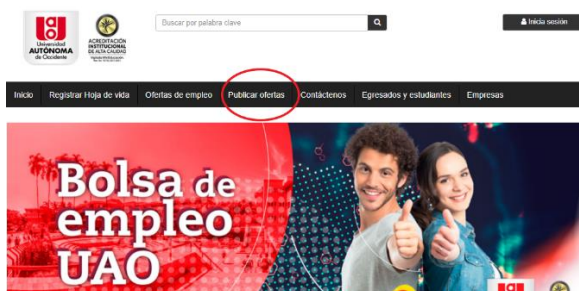 Universidad
AUTÓNOMA
de Occidente
ACREDITACIÓN
INSTITUCIONAL
DE ALTA CALIDAD
Buscar por palabra clave
Inicia sesión
Inicio Registrar Hoja de vida Ofertas de empleo Publicar ofertas Contáctenos Egresados y estudiantes Empresas
Bolsa de
empleo
UAO